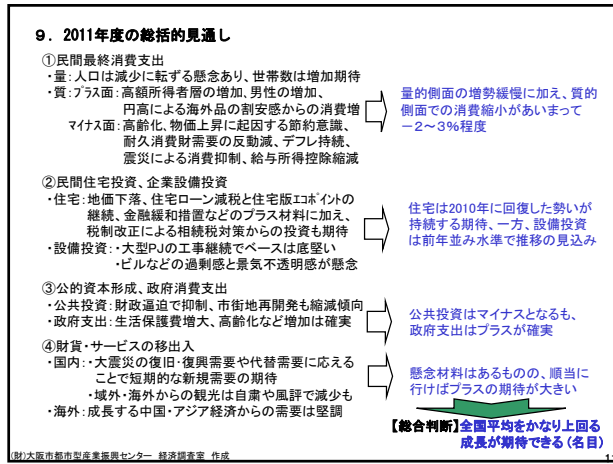 ９．2011年度の総括的見通し
①民間最終消費支出
・量：人口は減少に転ずる懸念あり、世帯数は増加期待
・質：プラス面：高額所得者層の増加、男性の増加、
円高による海外品の割安感からの消費増
マイナス面：高齢化、物価上昇に起因する節約意識、
耐久消費財需要の反動減、デフレ持続、
震災による消費抑制、給与所得控除縮減
量的側面の増勢緩慢に加え、質的
側面での消費縮小があいまって
－2～3％程度
②民間住宅投資、企業設備投資
・住宅：地価下落、住宅ローン減税と住宅版エコポイントの
継続、金融緩和措置などのプラス材料に加え、
税制改正による相続税対策からの投資も期待
・設備投資：・大型PJの工事継続でベースは底堅い
・ビルなどの過剰感と景気不透明感が懸念
住宅は2010年に回復した勢いが
持続する期待、一方、設備投資
は前年並み水準で推移の見込み
③公的資本形成、政府消費支出
・公共投資：財政逼迫で抑制、市街地再開発も縮減傾向
・政府支出：生活保護費増大、高齢化など増加は確実
公共投資はマイナスとなるも、
政府支出はプラスが確実
④財貨・サービスの移出入
・国内：・大震災の復旧・復興需要や代替需要に応える
ことで短期的な新規需要の期待
・域外・海外からの観光は自粛や風評で減少も
・海外：成長する中国・アジア経済からの需要は堅調
懸念材料はあるものの、順当に
行けばプラスの期待が大きい
【総合判断】全国平均をかなり上回る
成長が期待できる（名目）
(財)大阪市都市型産業振興センター 経済調査室 作成